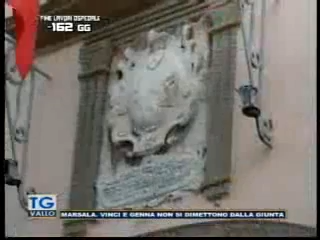 FINE LAVORI OSPEDALE
-162 GG
TG
VALLO
MARSALA. VINCI E GENNA NON SI DIMETTONO DALLA GIUNTA